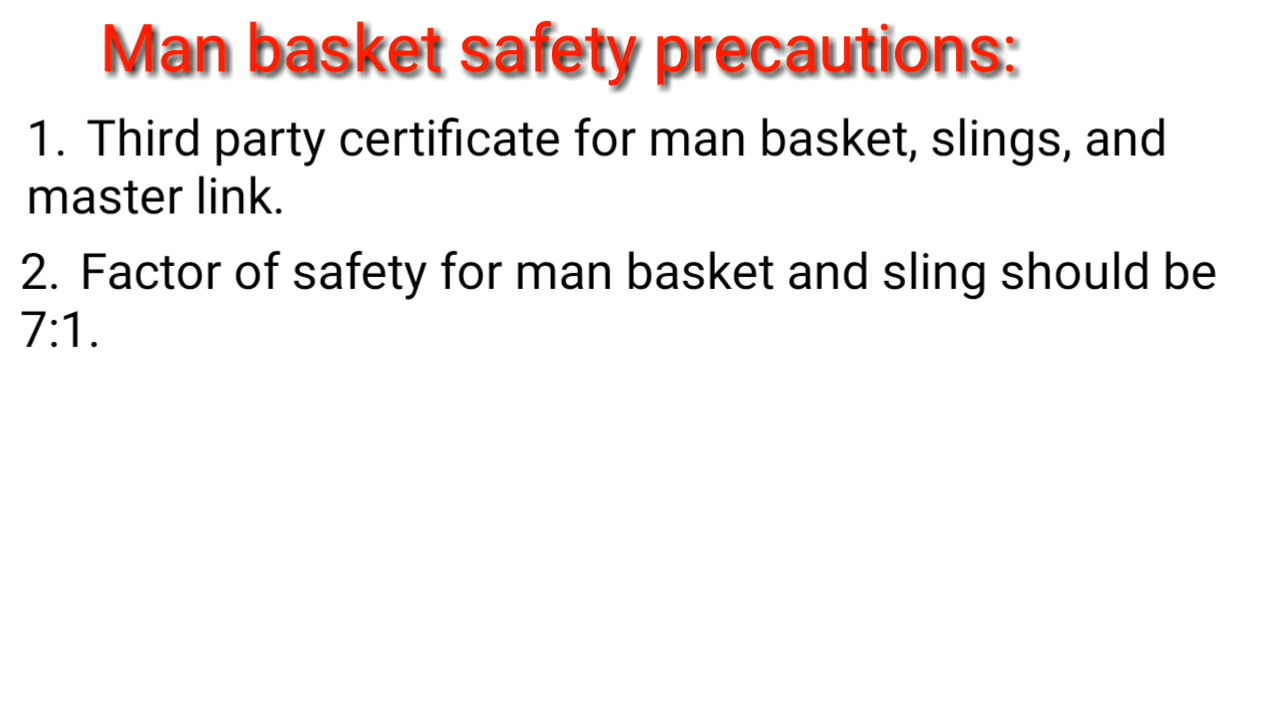 Man basket safety precautions:
1. Third party certificate for man basket, slings, and
master link.
2. Factor of safety for man basket and sling should be
7:1.